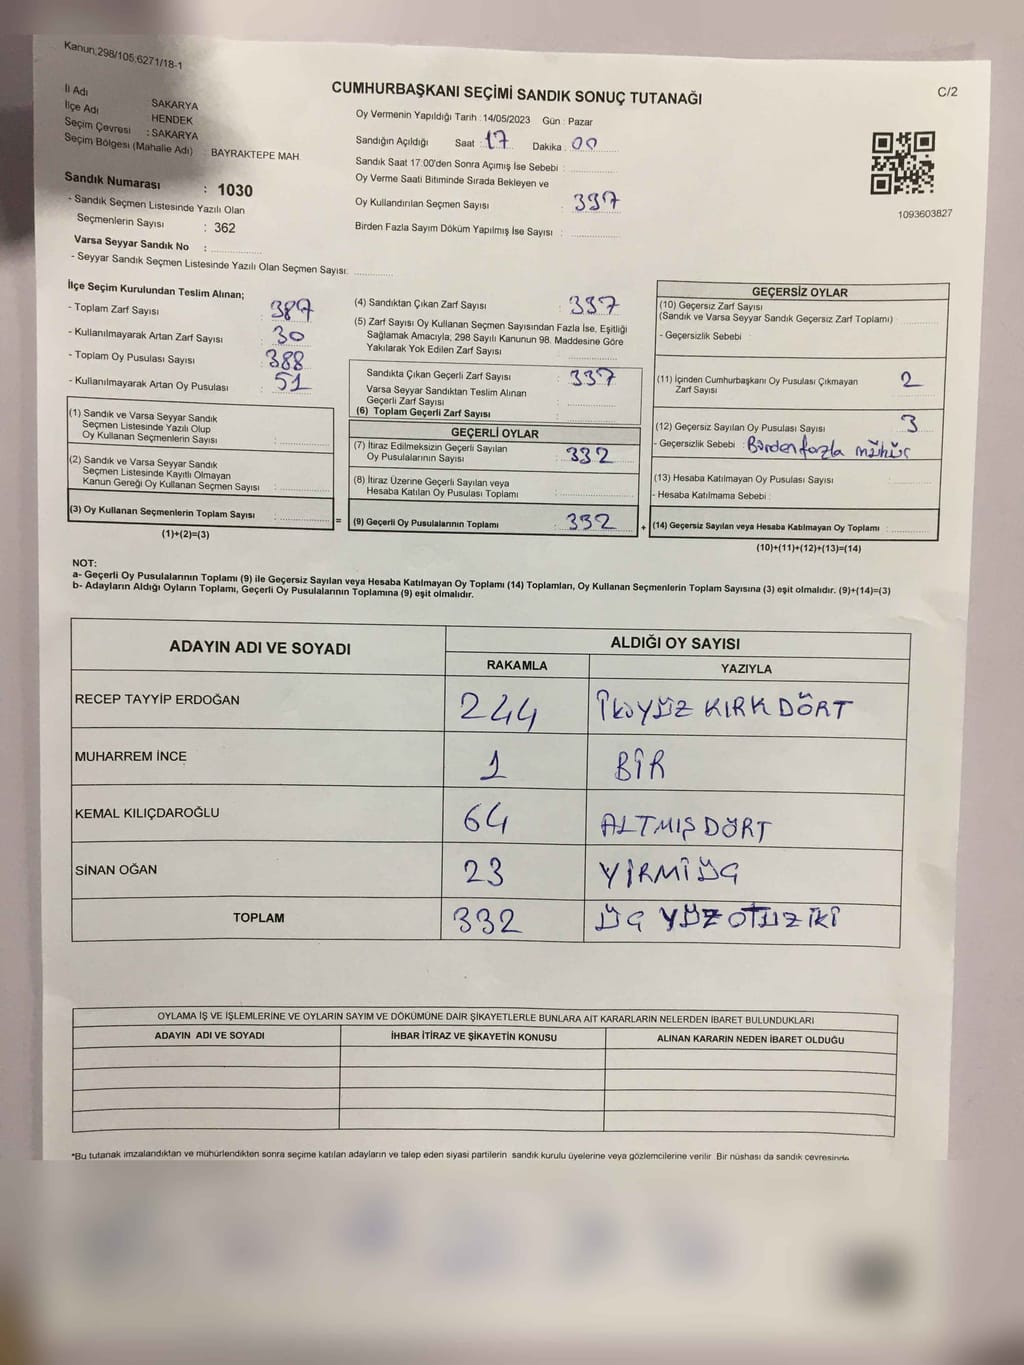 Kanun.298/105,6271/18-1
C/2
CUMHURBAŞKANI SEÇİMİ SANDIK SONUÇ TUTANAĞI
İl Adı SAKARYA
İlçe Adı HENDEK
Seçim Çevresi : SAKARYA
Seçim Bölgesi (Mahalle Adı) : BAYRAKTEPE MAH.
Sandık Numarası : 1030
- Sandık Seçmen Listesinde Yazılı Olan
Seçmenlerin Sayısı : 362
Varsa Seyyar Sandık No :
- Seyyar Sandık Seçmen Listesinde Yazılı Olan Seçmen Sayısı:
Oy Vermenin Yapıldığı Tarih : 14/05/2023 Gün : Pazar
Sandığın Açıldığı Saat : 17 Dakika : 00
Sandık Saat 17:00'den Sonra Açımış İse Sebebi :
Oy Verme Saati Bitiminde Sırada Bekleyen ve
Oy Kullandırılan Seçmen Sayısı : 337
Birden Fazla Sayım Döküm Yapılmış İse Sayısı :
1093603827
İlçe Seçim Kurulundan Teslim Alınan;
- Toplam Zarf Sayısı : 387
- Kullanılmayarak Artan Zarf Sayısı : 30
- Toplam Oy Pusulası Sayısı : 388
- Kullanılmayarak Artan Oy Pusulası : 51
(1) Sandık ve Varsa Seyyar Sandık
Seçmen Listesinde Yazılı Olup
Oy Kullanan Seçmenlerin Sayısı :
(2) Sandık ve Varsa Seyyar Sandık
Seçmen Listesinde Kayıtlı Olmayan
Kanun Gereği Oy Kullanan Seçmen Sayısı :
(3) Oy Kullanan Seçmenlerin Toplam Sayısı :
(1)+(2)=(3)
=
(4) Sandıktan Çıkan Zarf Sayısı : 337
(5) Zarf Sayısı Oy Kullanan Seçmen Sayısından Fazla İse, Eşitliği
Sağlamak Amacıyla, 298 Sayılı Kanunun 98. Maddesine Göre
Yakılarak Yok Edilen Zarf Sayısı :
Sandıkta Çıkan Geçerli Zarf Sayısı : 337
Varsa Seyyar Sandıktan Teslim Alınan
Geçerli Zarf Sayısı :
(6) Toplam Geçerli Zarf Sayısı :
GEÇERLİ OYLAR
(7) İtiraz Edilmeksizin Geçerli Sayılan
Oy Pusulalarının Sayısı : 332
(8) İtiraz Üzerine Geçerli Sayılan veya
Hesaba Katılan Oy Pusulası Toplamı :
(9) Geçerli Oy Pusulalarının Toplamı : 332
+
GEÇERSİZ OYLAR
(10) Geçersiz Zarf Sayısı
(Sandık ve Varsa Seyyar Sandık Geçersiz Zarf Toplamı) :
- Geçersizlik Sebebi :
(11) İçinden Cumhurbaşkanı Oy Pusulası Çıkmayan
Zarf Sayısı : 2
(12) Geçersiz Sayılan Oy Pusulası Sayısı : 3
- Geçersizlik Sebebi : Birden fazla mühür
(13) Hesaba Katılmayan Oy Pusulası Sayısı :
- Hesaba Katılmama Sebebi :
(14) Geçersiz Sayılan veya Hesaba Katılmayan Oy Toplamı :
(10)+(11)+(12)+(13)=(14)
NOT:
a- Geçerli Oy Pusulalarının Toplamı (9) ile Geçersiz Sayılan veya Hesaba Katılmayan Oy Toplamı (14) Toplamları, Oy Kullanan Seçmenlerin Toplam Sayısına (3) eşit olmalıdır. (9)+(14)=(3)
b- Adayların Aldığı Oyların Toplamı, Geçerli Oy Pusulalarının Toplamına (9) eşit olmalıdır.
ADAYIN ADI VE SOYADI ALDIĞI OY SAYISI
RAKAMLA YAZIYLA
RECEP TAYYİP ERDOĞAN 244 İKİYÜZ KIRK DÖRT
MUHARREM İNCE 1 BİR
KEMAL KILIÇDAROĞLU 64 ALTMIŞ DÖRT
SİNAN OĞAN 23 YİRMİ ÜÇ
TOPLAM 332 ÜÇ YÜZ OTUZ İKİ
OYLAMA İŞ VE İŞLEMLERİNE VE OYLARIN SAYIM VE DÖKÜMÜNE DAİR ŞİKAYETLERLE BUNLARA AİT KARARLARIN NELERDEN İBARET BULUNDUKLARI
ADAYIN ADI VE SOYADI İHBAR İTİRAZ VE ŞİKAYETİN KONUSU ALINAN KARARIN NEDEN İBARET OLDUĞU
*Bu tutanak imzalandıktan ve mühürlendikten sonra seçime katılan adayların ve talep eden siyasi partilerin sandık kurulu üyelerine veya gözlemcilerine verilir. Bir nüshası da sandık çevresinde